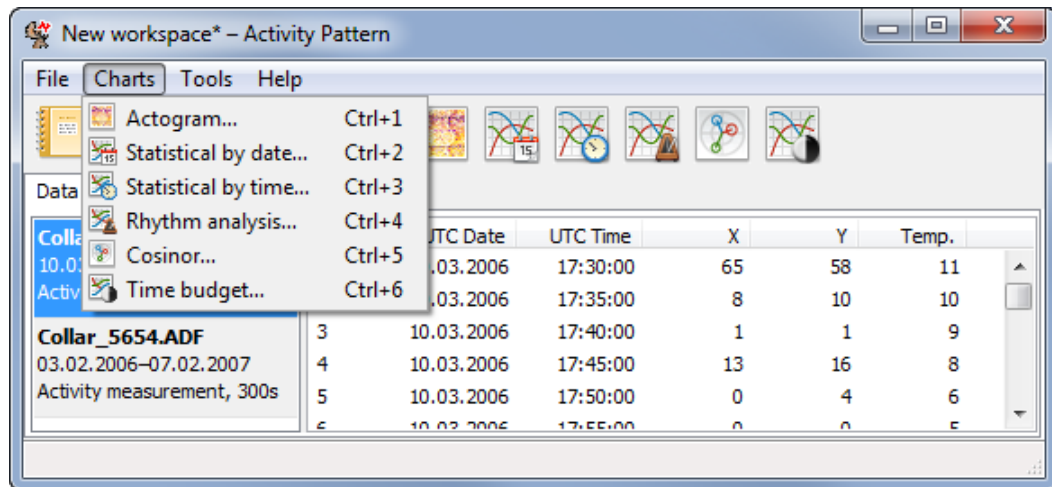 New workspace* – Activity Pattern
File Charts Tools Help
Actogram... Ctrl+1
Statistical by date... Ctrl+2
Statistical by time... Ctrl+3
Rhythm analysis... Ctrl+4
Cosinor... Ctrl+5
Time budget... Ctrl+6
15
Data
UTC Date UTC Time X Y Temp.
.03.2006 17:30:00 65 58 11
.03.2006 17:35:00 8 10 10
3 10.03.2006 17:40:00 1 1 9
4 10.03.2006 17:45:00 13 16 8
5 10.03.2006 17:50:00 0 4 6
Colla
10.0
Activ
Collar_5654.ADF
03.02.2006–07.02.2007
Activity measurement, 300s